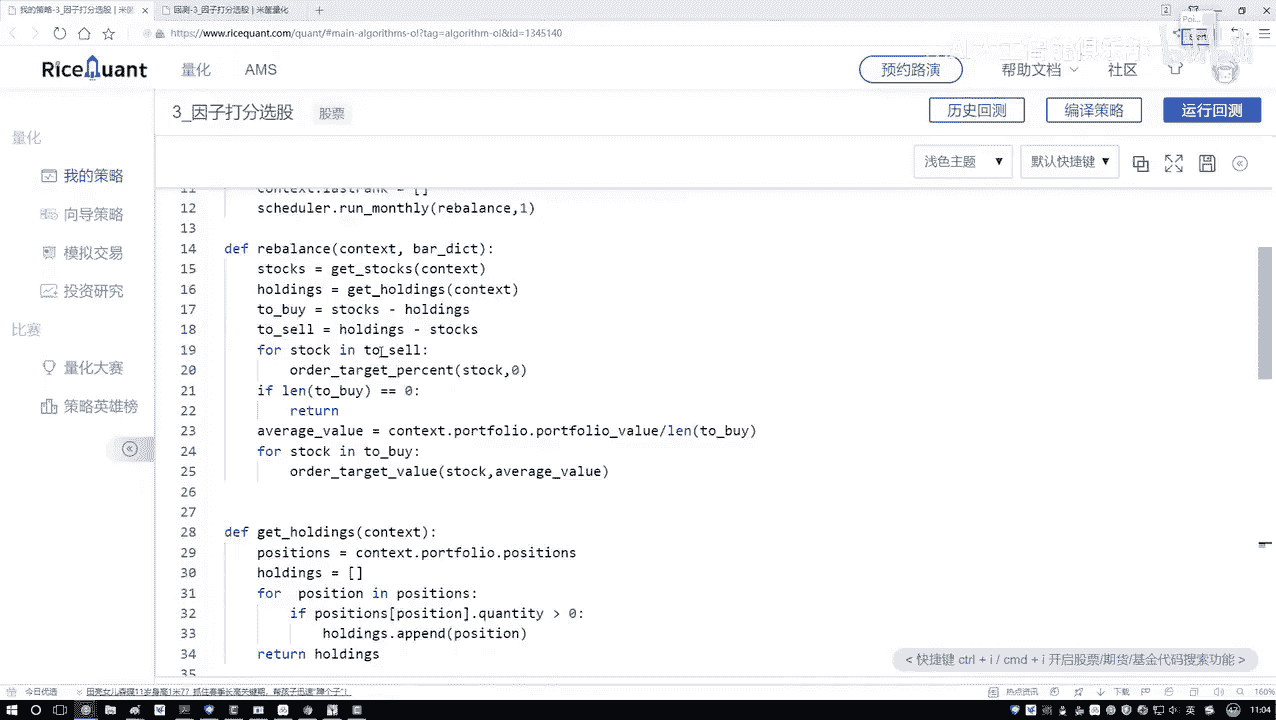 我的策略-3_因子打分选股 | 米筐 回测-3_因子打分选股 | 米筐量化
https://www.ricequant.com/quant/#main-algorithms-ol?tag=algorithm-ol&id=1345140
RiceQuant 量化 AMS 预约路演 帮助文档 社区
3_因子打分选股 股票 历史回测 编译策略 运行回测
浅色主题 默认快捷键
量化
我的策略
向导策略
模拟交易
投资研究
比赛
量化大赛
策略英雄榜
11 context.lastrank = []
12 scheduler.run_monthly(rebalance,1)
13
14 def rebalance(context, bar_dict):
15 stocks = get_stocks(context)
16 holdings = get_holdings(context)
17 to_buy = stocks - holdings
18 to_sell = holdings - stocks
19 for stock in to_sell:
20 order_target_percent(stock,0)
21 if len(to_buy) == 0:
22 return
23 average_value = context.portfolio.portfolio_value/len(to_buy)
24 for stock in to_buy:
25 order_target_value(stock,average_value)
26
27
28 def get_holdings(context):
29 positions = context.portfolio.positions
30 holdings = []
31 for  position in positions:
32 if positions[position].quantity > 0:
33 holdings.append(position)
34 return holdings
35
< 快捷键 ctrl + i / cmd + i 开启股票/期货/基金代码搜索功能 >
今日优选 热点资讯 下载 160%
英 11:04